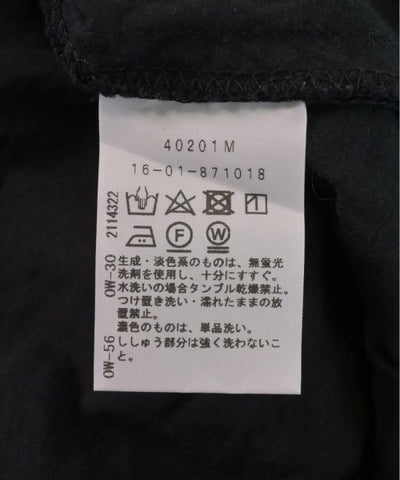 40201M
16-01-871018
F
W
生成・淡色系のものは、無蛍光
洗剤を使用し、十分にすすぐ。
水洗いの場合タンブル乾燥禁止。
つけ置き洗い・濡れたままの放
置禁止。
濃色のものは、単品洗い。
ししゅう部分は強く洗わないこ
と。
2114322
OW-30
OW-56